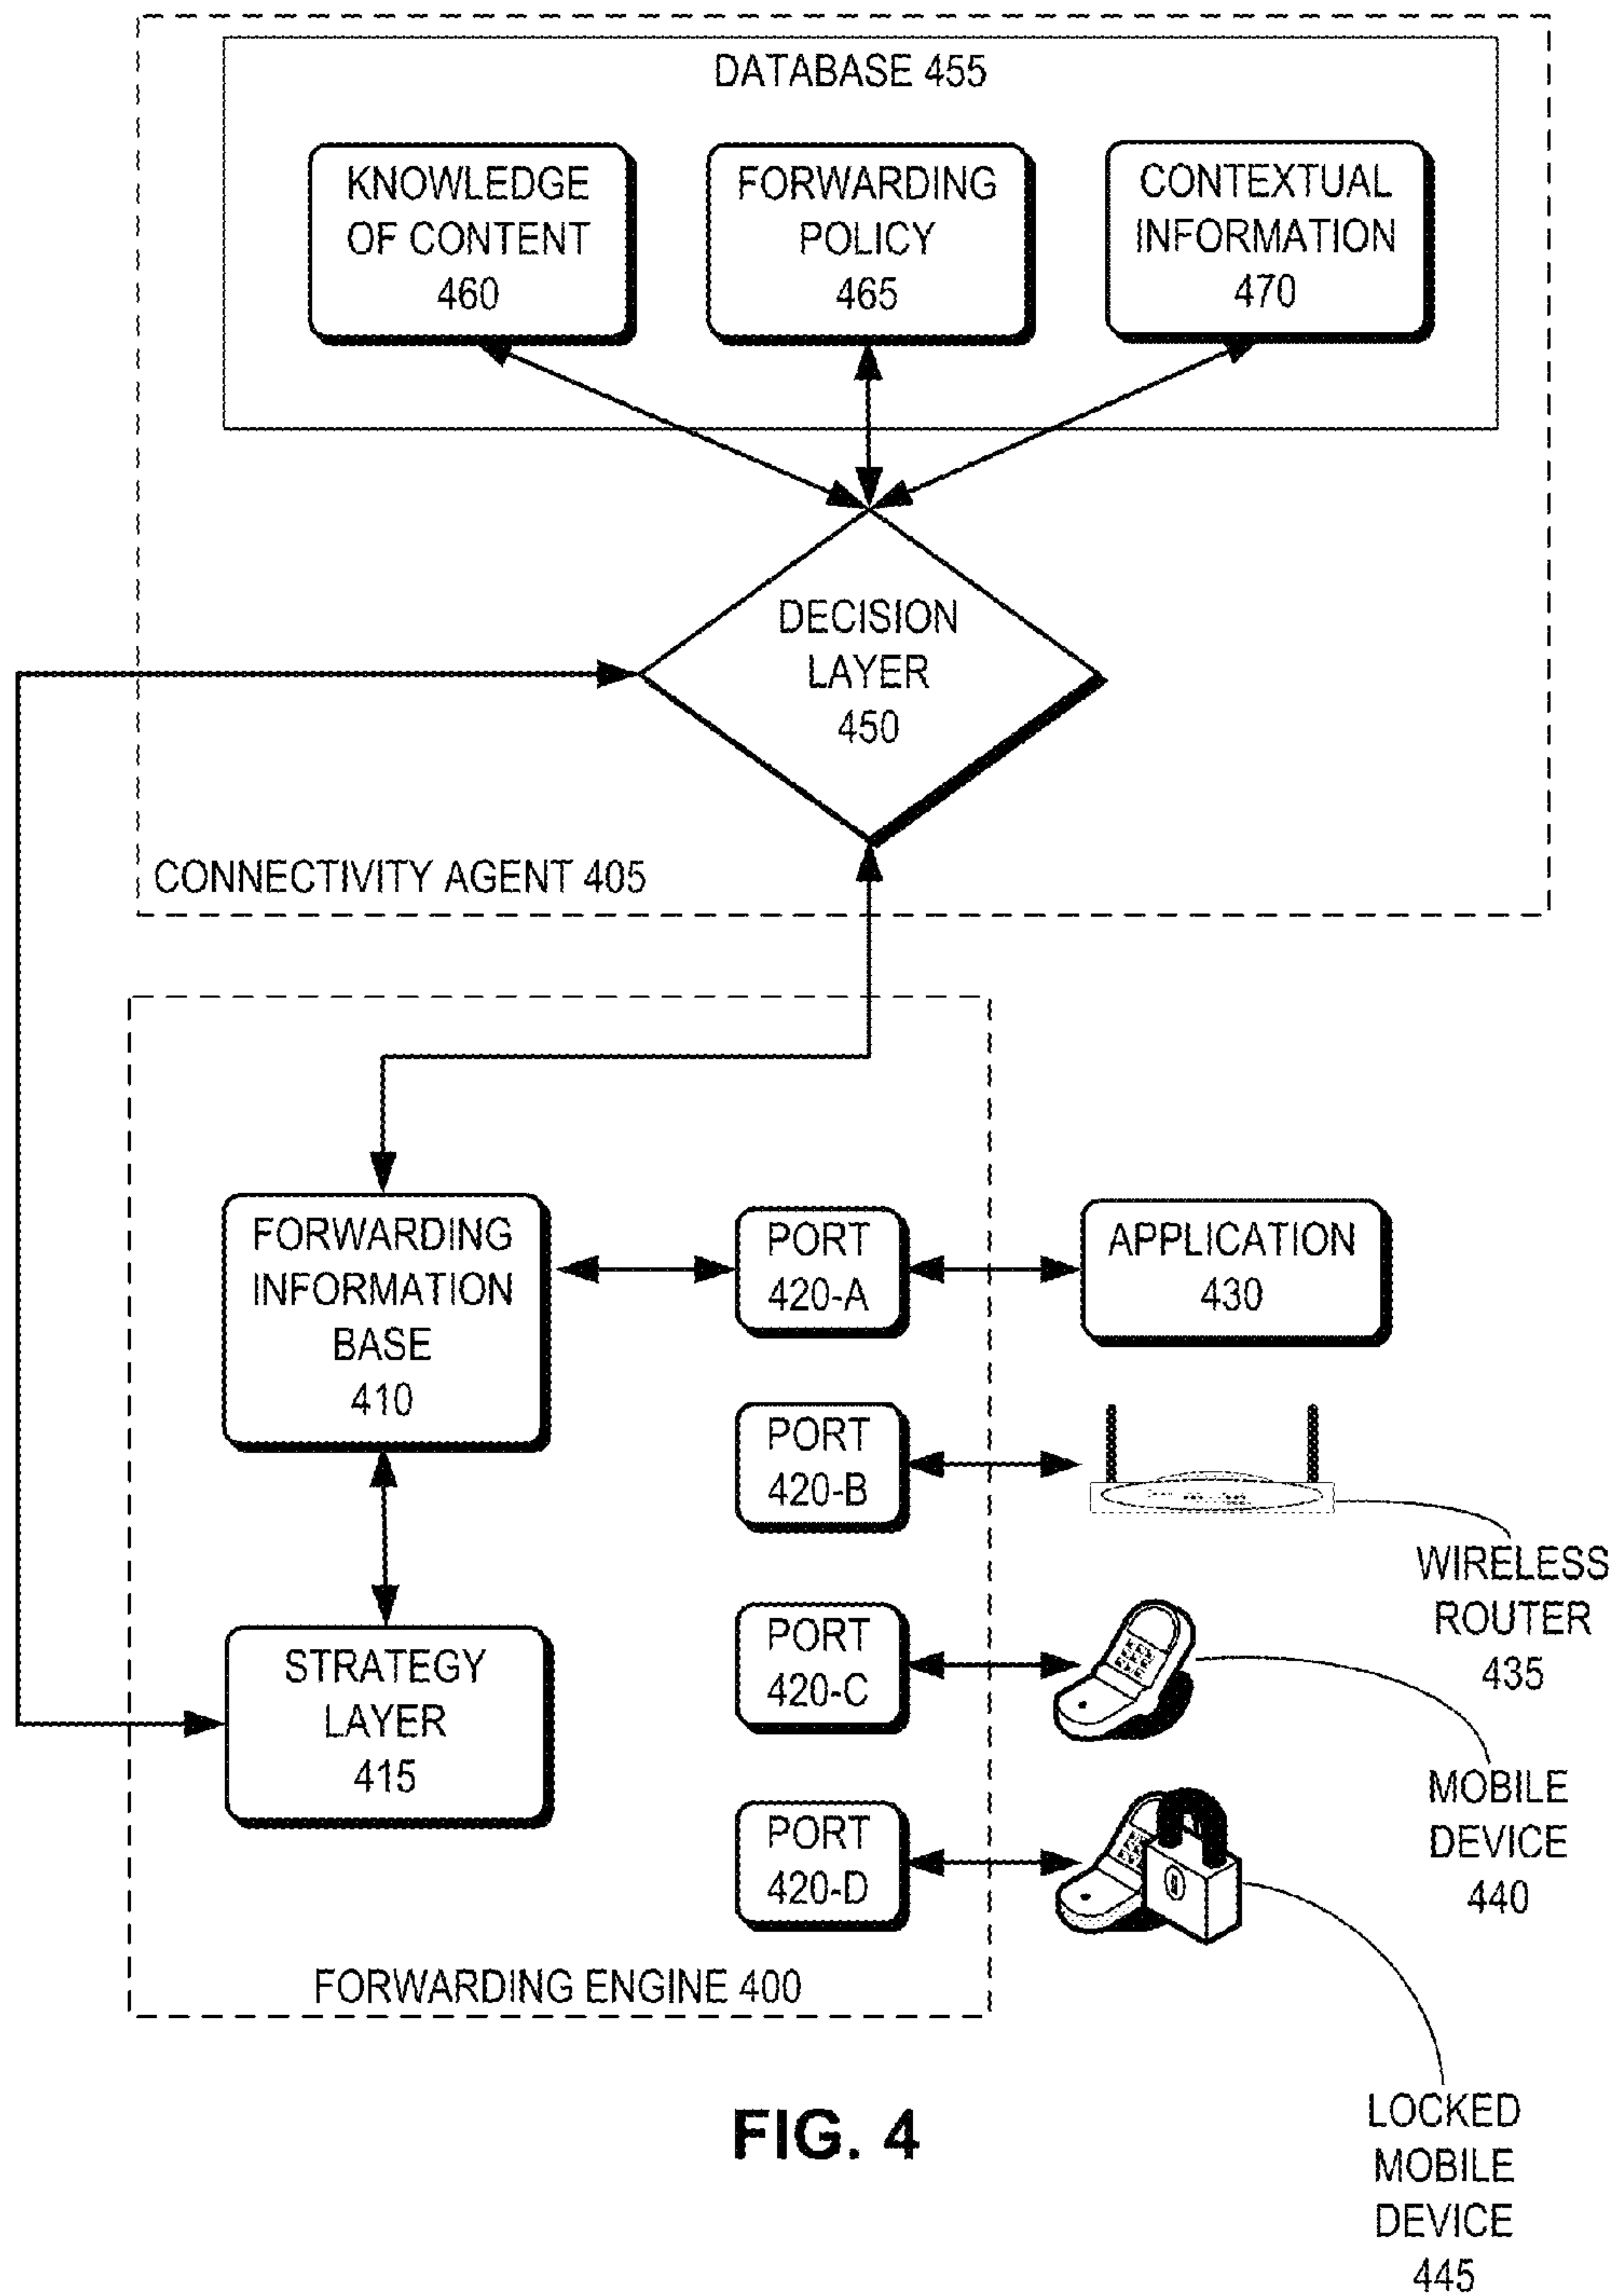 DATABASE 455
KNOWLEDGE
OF CONTENT
460
FORWARDING
POLICY
465
CONTEXTUAL
INFORMATION
470
DECISION
LAYER
450
CONNECTIVITY AGENT 405
FORWARDING
INFORMATION
BASE
410
PORT
420-A
APPLICATION
430
PORT
420-B
WIRELESS
ROUTER
435
STRATEGY
LAYER
415
PORT
420-C
MOBILE
DEVICE
440
PORT
420-D
FORWARDING ENGINE 400
LOCKED
MOBILE
DEVICE
445
FIG. 4